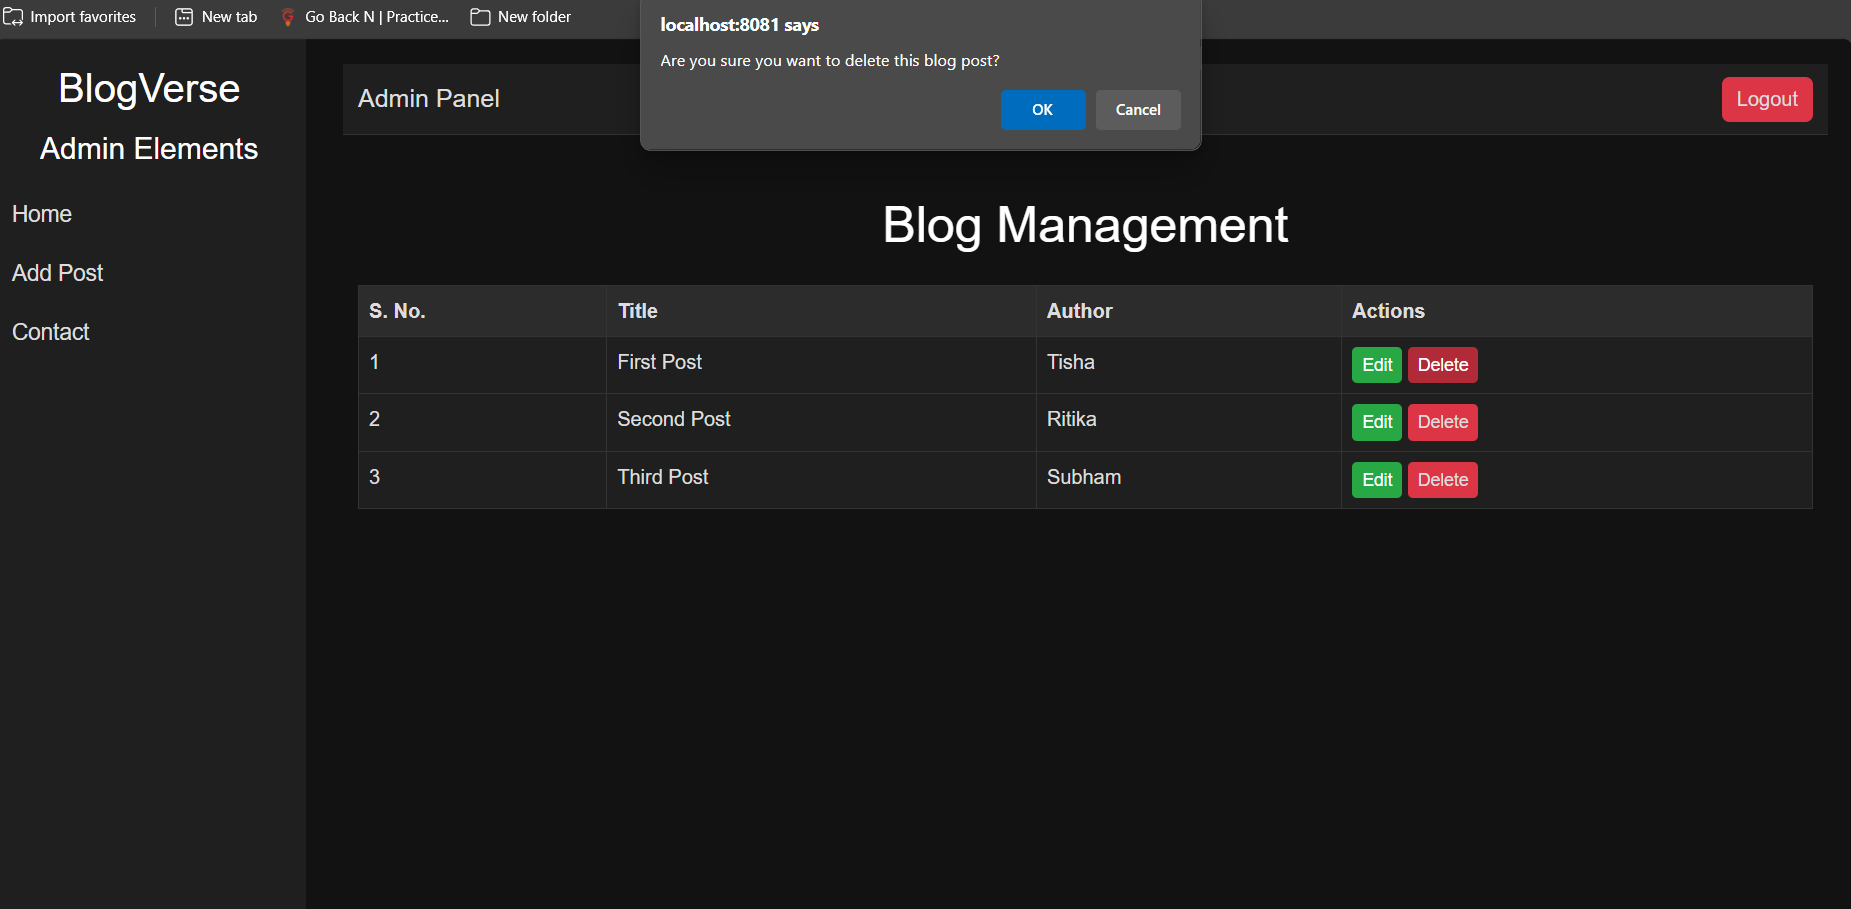 Import favorites New tab Go Back N | Practice... New folder
localhost:8081 says
Are you sure you want to delete this blog post?
OK Cancel
BlogVerse
Admin Elements
Home
Add Post
Contact
Admin Panel Logout
Blog Management
S. No. Title Author Actions
1 First Post Tisha Edit Delete
2 Second Post Ritika Edit Delete
3 Third Post Subham Edit Delete